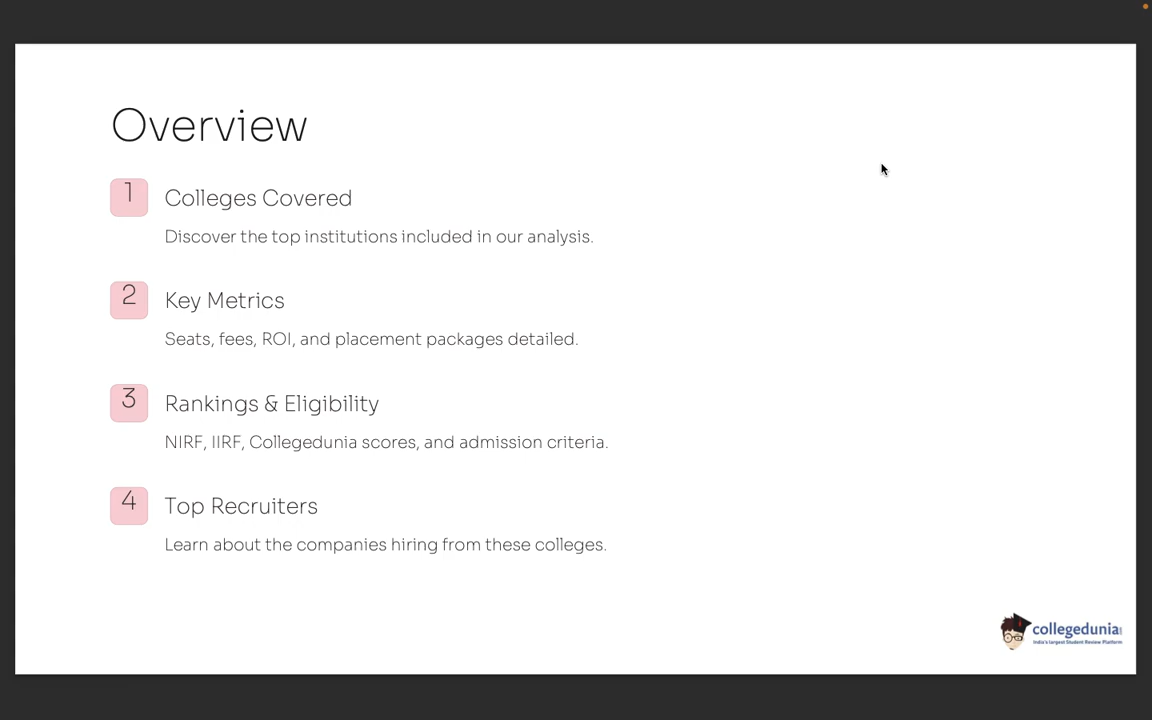 Overview
1
Colleges Covered
Discover the top institutions included in our analysis.
2
Key Metrics
Seats, fees, ROI, and placement packages detailed.
3
Rankings & Eligibility
NIRF, IIRF, Collegedunia scores, and admission criteria.
4
Top Recruiters
Learn about the companies hiring from these colleges.
collegedunia
India's largest Student Review Platform